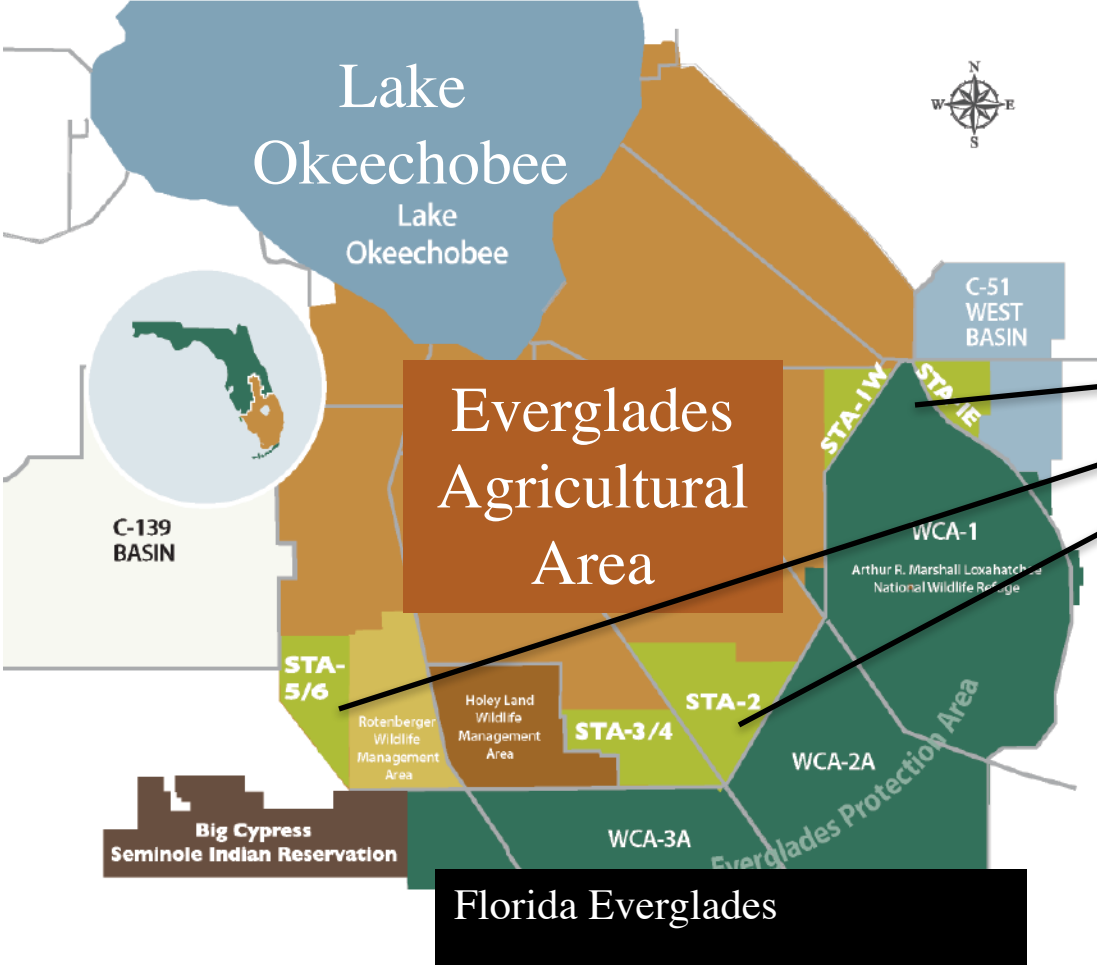 Lake
Okeechobee
Lake
Okeechobee
N
W
E
S
C-51
WEST
BASIN
STA-1W
STA-1E
Everglades
Agricultural
Area
C-139
BASIN
WCA-1
Arthur R. Marshall Loxahatchee
National Wildlife Refuge
STA-
5/6
Rotenberger
Wildlife
Management
Area
Holey Land
Wildlife
Management
Area
STA-3/4
STA-2
WCA-2A
Everglades Protection Area
WCA-3A
Big Cypress
Seminole Indian Reservation
Florida Everglades